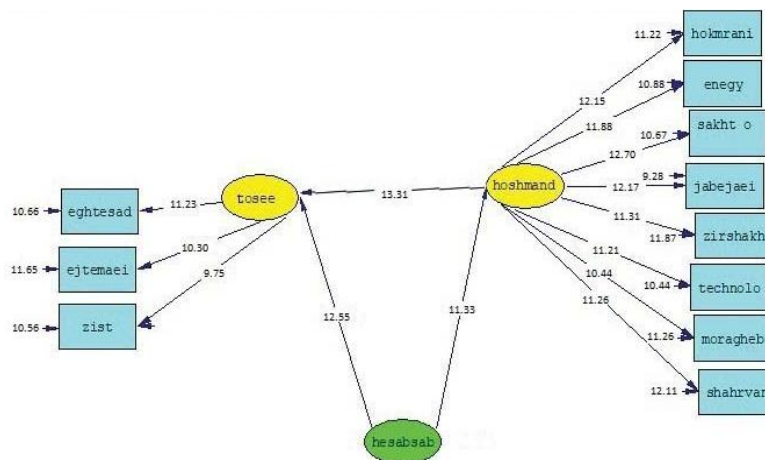 11.22 hokmrani
12.15
10.88 enegy
11.88
sakht o
10.67
12.70
9.28
jabejaei
12.17
tosee
13.31
hoshmand
11.31
11.87 zirshakh
10.66 eghtesad
11.23
11.21
10.30
10.44
10.44 technolo
11.65 ejtemaei
9.75
11.26
12.55
11.33
10.56 zist
11.26 moragheb
12.11 shahrvan
hesabsab